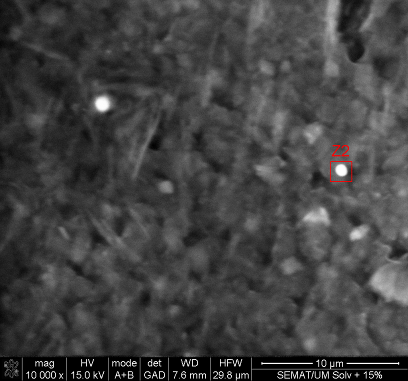 Z2
mag HV mode det WD HFW 10 µm
10 000 x 15.0 kV A+B GAD 7.6 mm 29.8 µm SEMAT/UM Solv + 15%